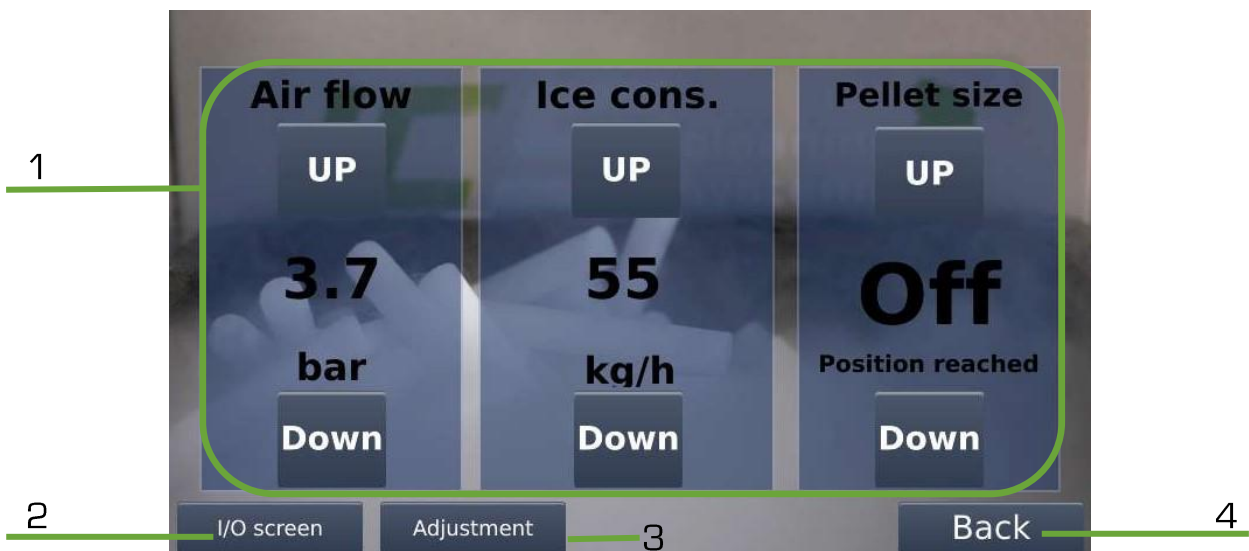 Air flow
Ice cons.
Pellet size
UP
UP
UP
1
3.7
55
Off
bar
kg/h
Position reached
Down
Down
Down
2
I/O screen
Adjustment
3
Back
4